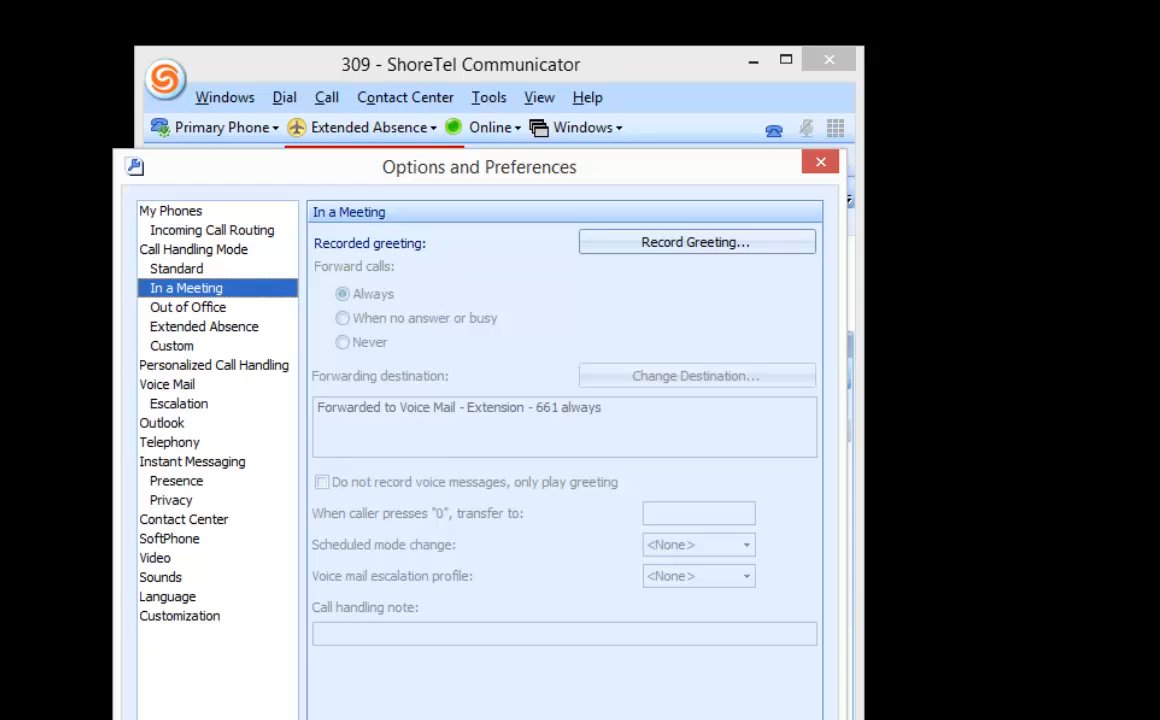 309 - ShoreTel Communicator
Windows Dial Call Contact Center Tools View Help
Primary Phone Extended Absence Online Windows
Options and Preferences
My Phones
Incoming Call Routing
Call Handling Mode
Standard
In a Meeting
Out of Office
Extended Absence
Custom
Personalized Call Handling
Voice Mail
Escalation
Outlook
Telephony
Instant Messaging
Presence
Privacy
Contact Center
SoftPhone
Video
Sounds
Language
Customization
In a Meeting
Recorded greeting: Record Greeting...
Forward calls:
Always
When no answer or busy
Never
Forwarding destination: Change Destination...
Forwarded to Voice Mail - Extension - 661 always
Do not record voice messages, only play greeting
When caller presses "0", transfer to:
Scheduled mode change: <None>
Voice mail escalation profile: <None>
Call handling note: